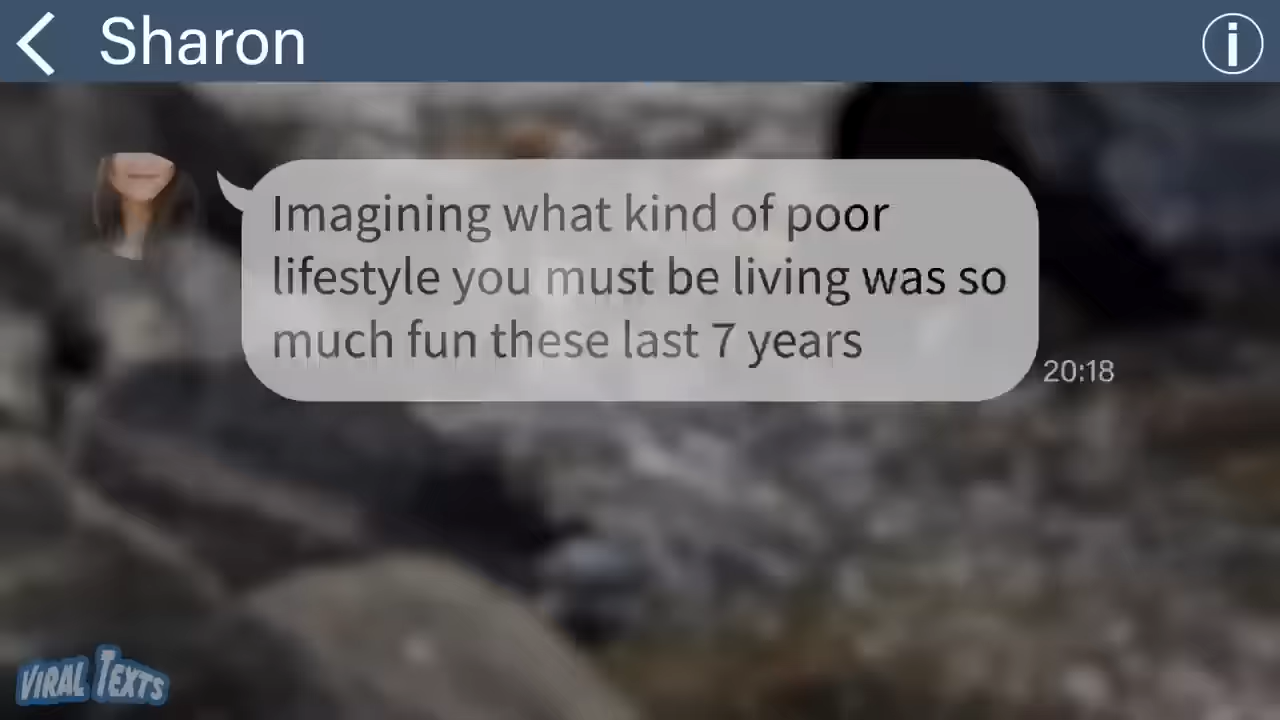 Sharon
i
Imagining what kind of poor
lifestyle you must be living was so
much fun these last 7 years
20:18
VIRAL TEXTS